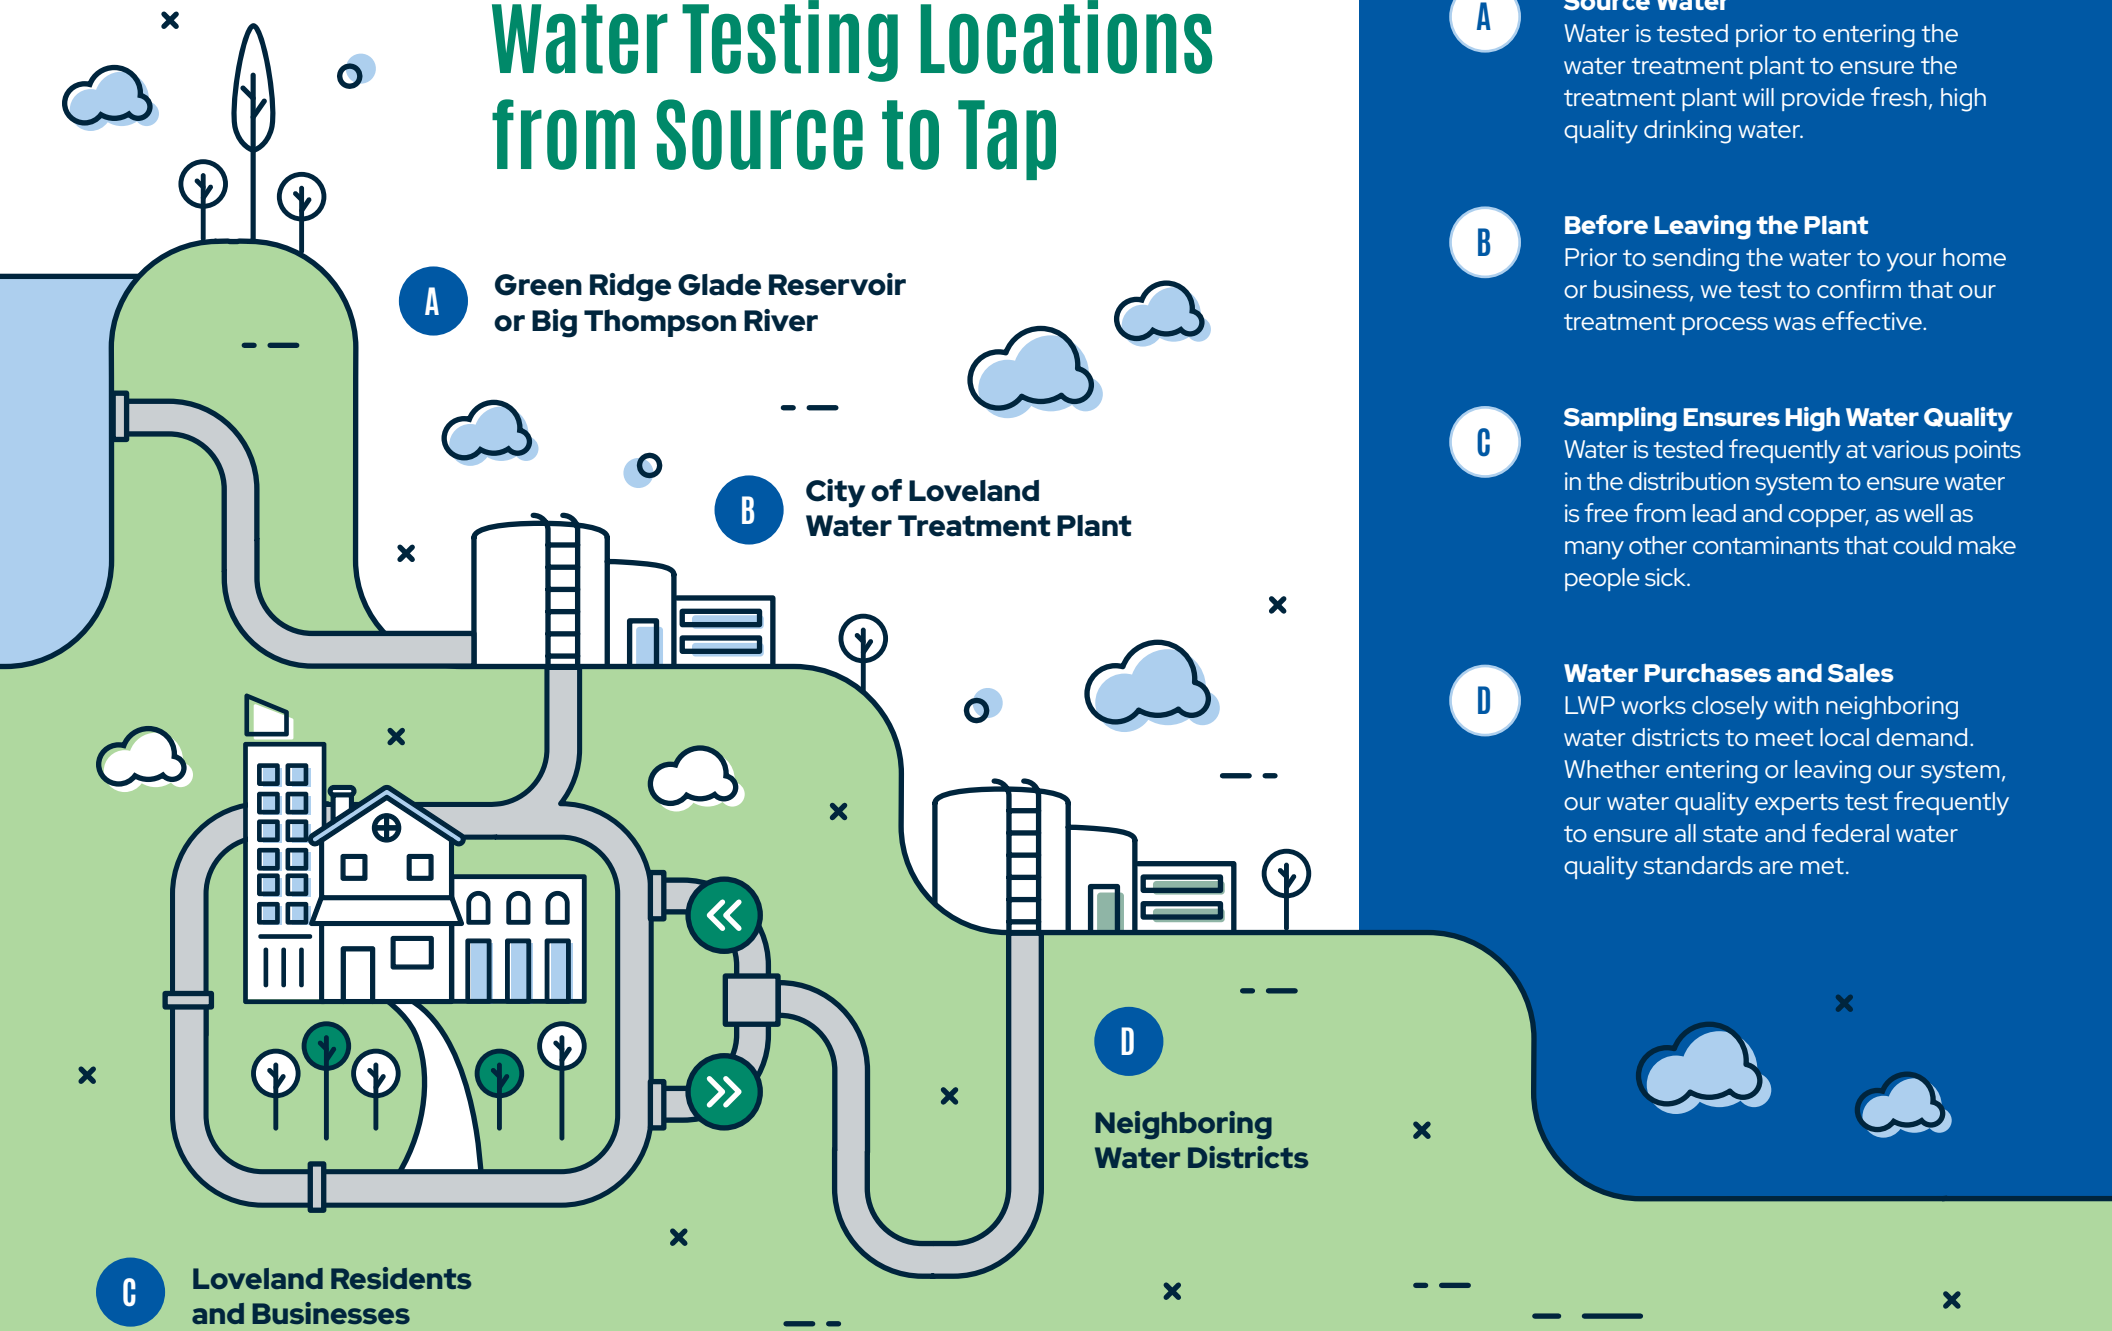 Water Testing Locations
from Source to Tap
A
Green Ridge Glade Reservoir
or Big Thompson River
B
City of Loveland
Water Treatment Plant
D
Neighboring
Water Districts
C
Loveland Residents
and Businesses
A
Source Water
Water is tested prior to entering the
water treatment plant to ensure the
treatment plant will provide fresh, high
quality drinking water.
B
Before Leaving the Plant
Prior to sending the water to your home
or business, we test to confirm that our
treatment process was effective.
C
Sampling Ensures High Water Quality
Water is tested frequently at various points
in the distribution system to ensure water
is free from lead and copper, as well as
many other contaminants that could make
people sick.
D
Water Purchases and Sales
LWP works closely with neighboring
water districts to meet local demand.
Whether entering or leaving our system,
our water quality experts test frequently
to ensure all state and federal water
quality standards are met.